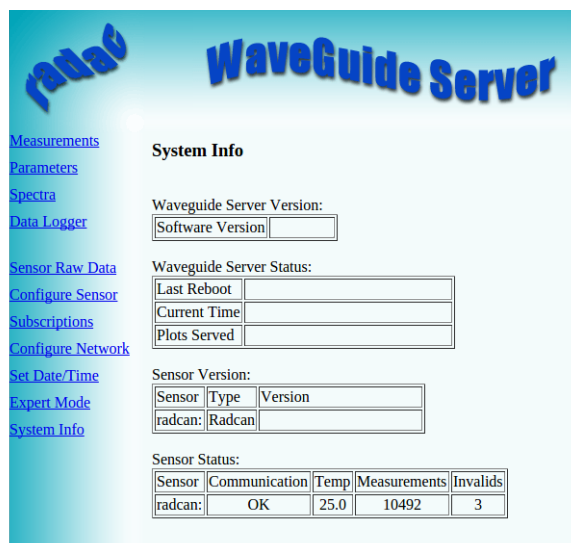 radac
WaveGuide Server
Measurements
Parameters
Spectra
Data Logger
Sensor Raw Data
Configure Sensor
Subscriptions
Configure Network
Set Date/Time
Expert Mode
System Info
System Info
Waveguide Server Version:
Software Version
Waveguide Server Status:
Last Reboot
Current Time
Plots Served
Sensor Version:
Sensor Type Version
radcan: Radcan
Sensor Status:
Sensor Communication Temp Measurements Invalids
radcan: OK 25.0 10492 3